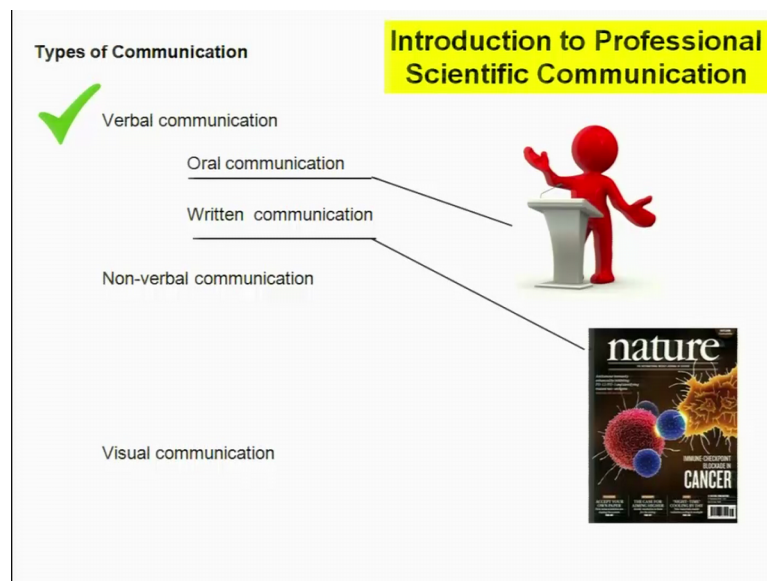 Types of Communication
Introduction to Professional
Scientific Communication
Verbal communication
Oral communication
Written communication
Non-verbal communication
Visual communication
nature
IMMUNE-CHECKPOINT
BLOCKADE IN
CANCER